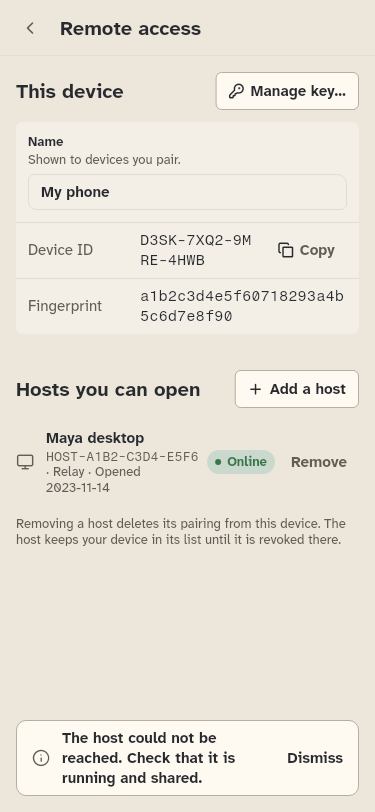 Remote access
This device
Manage key...
Name
Shown to devices you pair.
My phone
Device ID
D3SK-7XQ2-9M
RE-4HWB
Copy
Fingerprint
a1b2c3d4e5f60718293a4b
5c6d7e8f90
Hosts you can open
Add a host
Maya desktop
HOST-A1B2-C3D4-E5F6
· Relay · Opened
2023-11-14
Online
Remove
Removing a host deletes its pairing from this device. The
host keeps your device in its list until it is revoked there.
The host could not be
reached. Check that it is
running and shared.
Dismiss